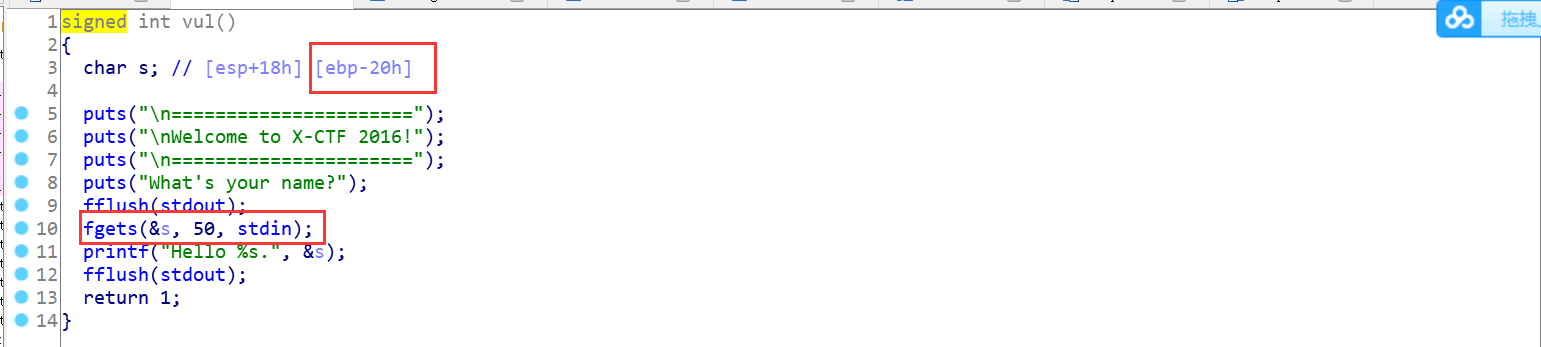 拖拽
1 signed int vul()
2 {
3 char s; // [esp+18h] [ebp-20h]
4
5 puts("\n======================");
6 puts("\nWelcome to X-CTF 2016!");
7 puts("\n======================");
8 puts("What's your name?");
9 fflush(stdout);
10 fgets(&s, 50, stdin);
11 printf("Hello %s.", &s);
12 fflush(stdout);
13 return 1;
14 }